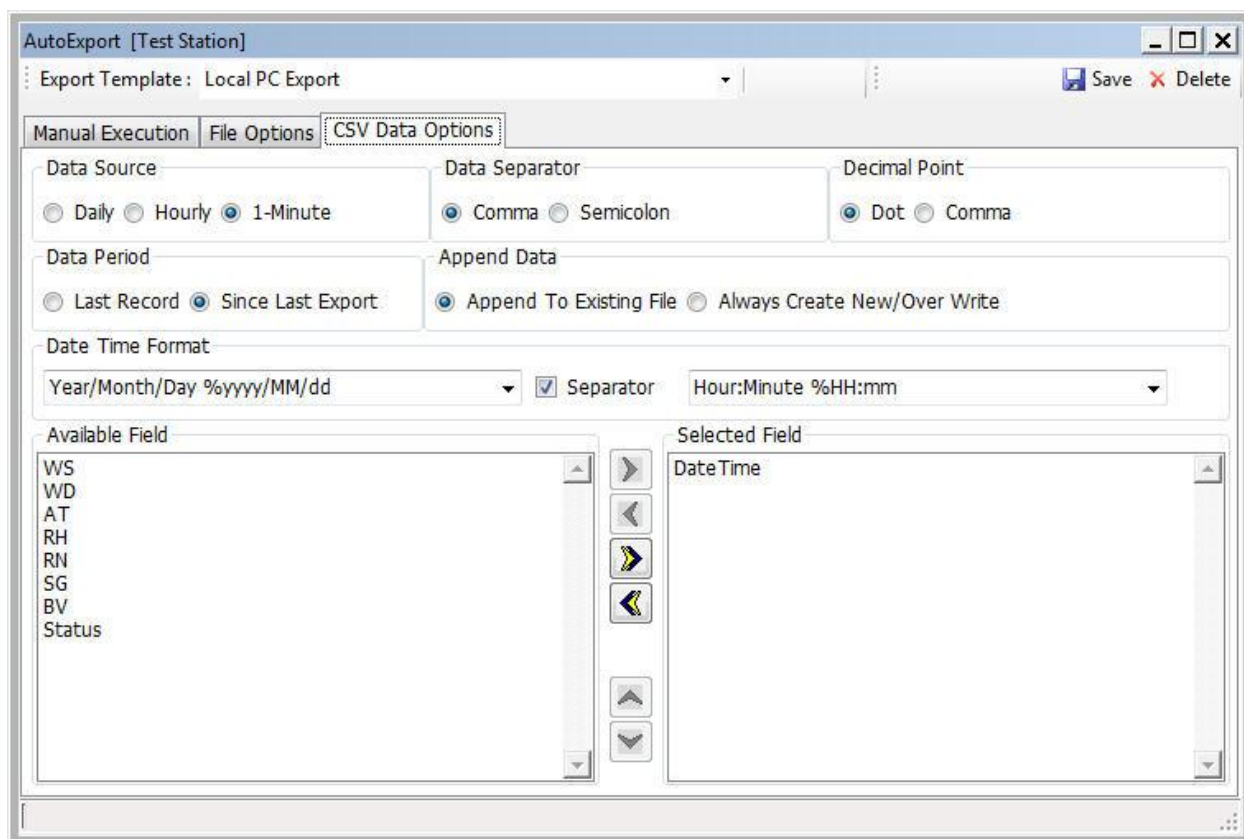 AutoExport [Test Station]
Export Template : Local PC Export Save Delete
Manual Execution File Options CSV Data Options
Data Source Data Separator Decimal Point
Daily Hourly 1-Minute Comma Semicolon Dot Comma
Data Period Append Data
Last Record Since Last Export Append To Existing File Always Create New/Over Write
Date Time Format
Year/Month/Day %yyyy/MM/dd Separator Hour:Minute %HH:mm
Available Field Selected Field
WS DateTime
WD
AT
RH
RN
SG
BV
Status